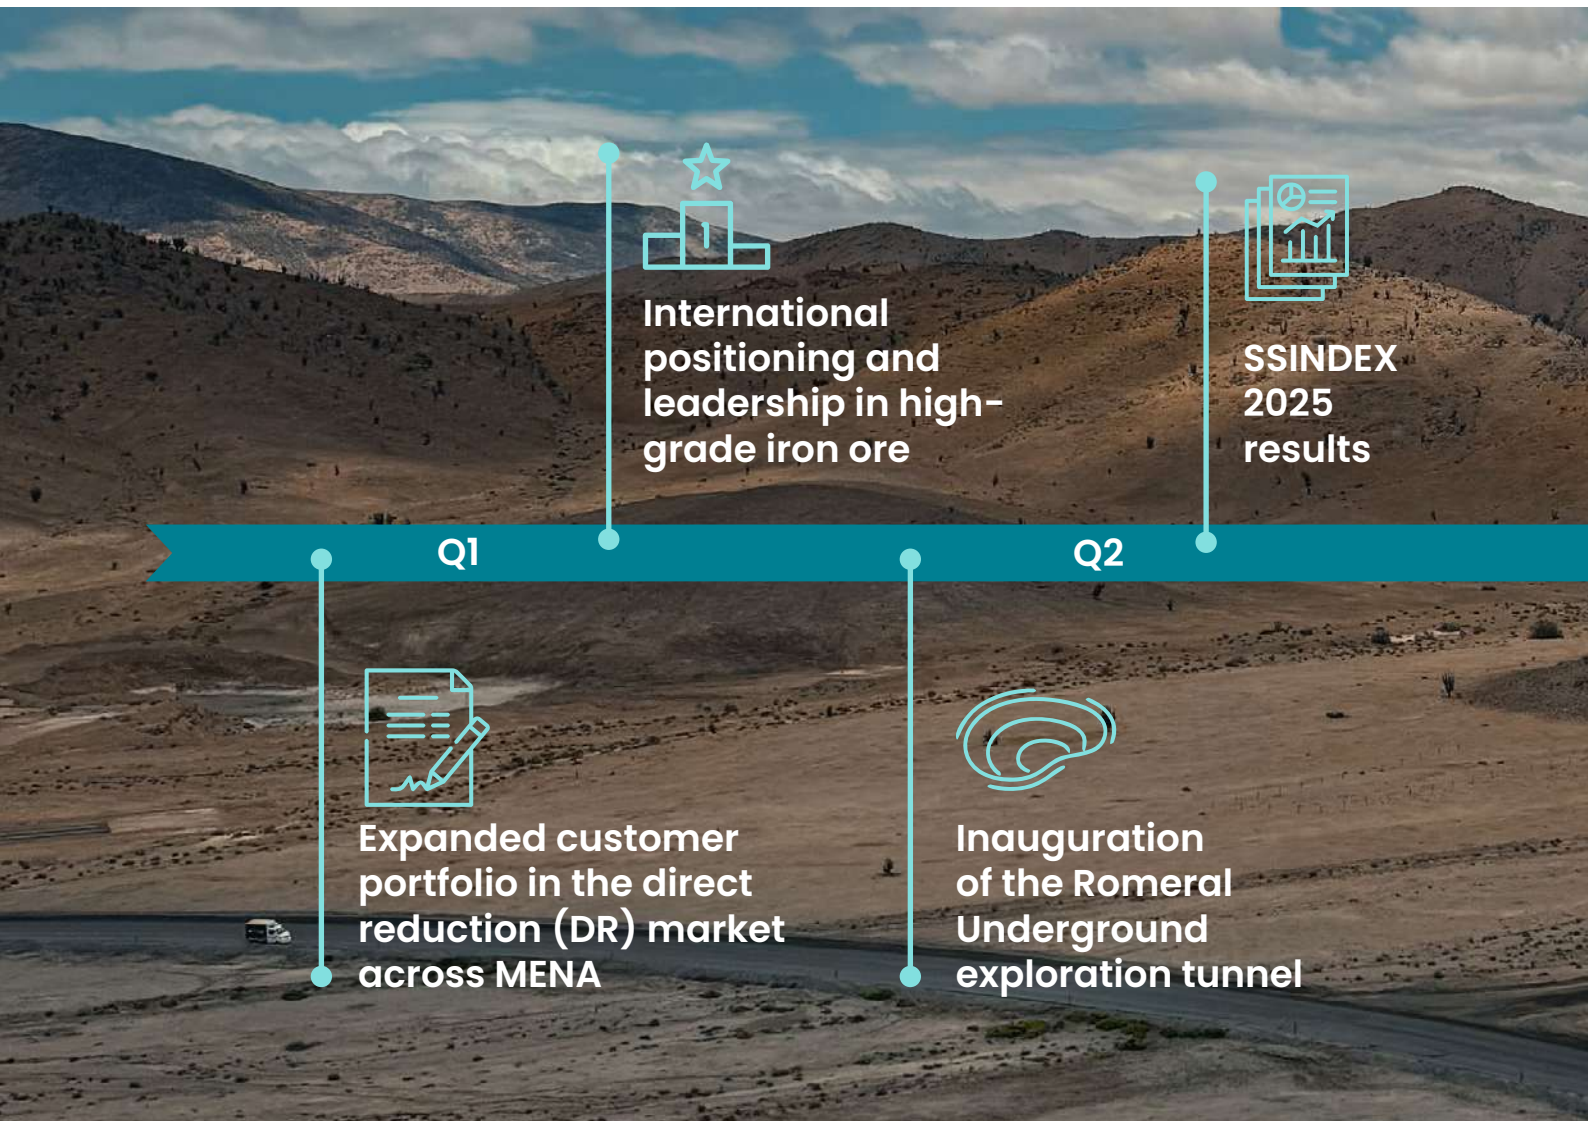 International
positioning and
leadership in high-
grade iron ore
SSINDEX
2025
results
Q1
Q2
Expanded customer
portfolio in the direct
reduction (DR) market
across MENA
Inauguration
of the Romeral
Underground
exploration tunnel